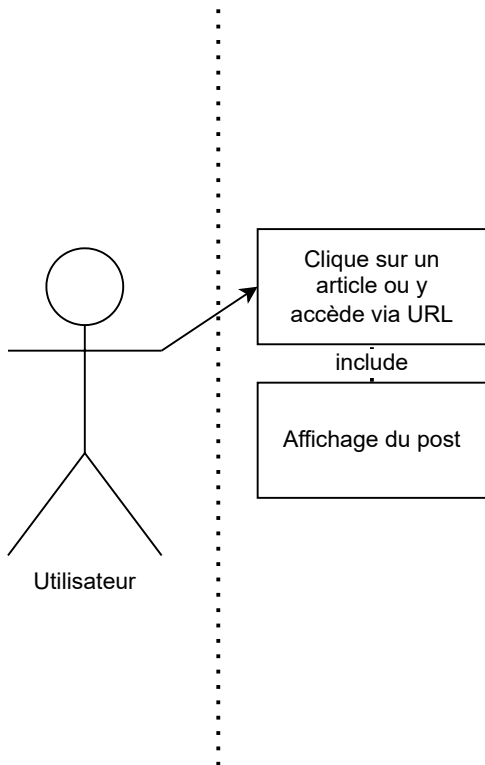 Clique sur un
article ou y
accède via URL
include
Affichage du post
Utilisateur